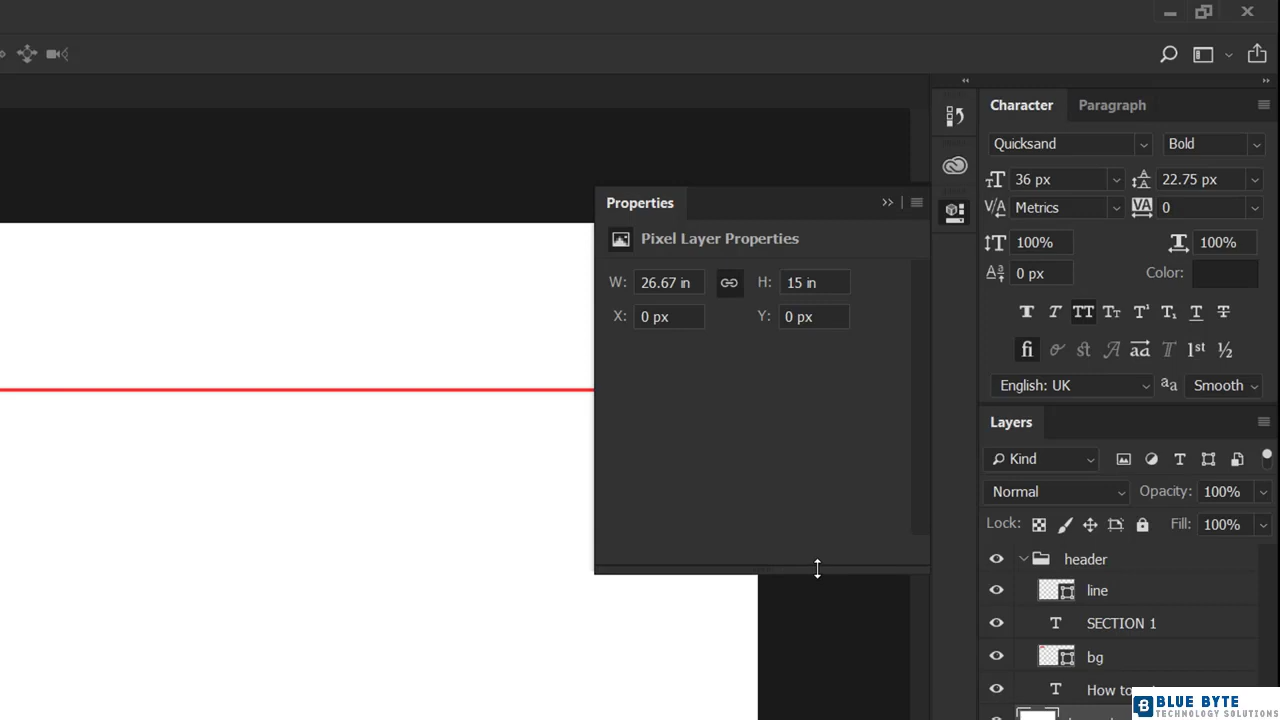 Character
Paragraph
Quicksand
Bold
36 px
22.75 px
Metrics
0
100%
100%
0 px
Color:
English: UK
Smooth
Properties
Pixel Layer Properties
W: 26.67 in
H: 15 in
X: 0 px
Y: 0 px
Layers
Kind
Normal
Opacity: 100%
Lock:
Fill: 100%
header
line
SECTION 1
bg
How to
BLUE BYTE
TECHNOLOGY SOLUTIONS